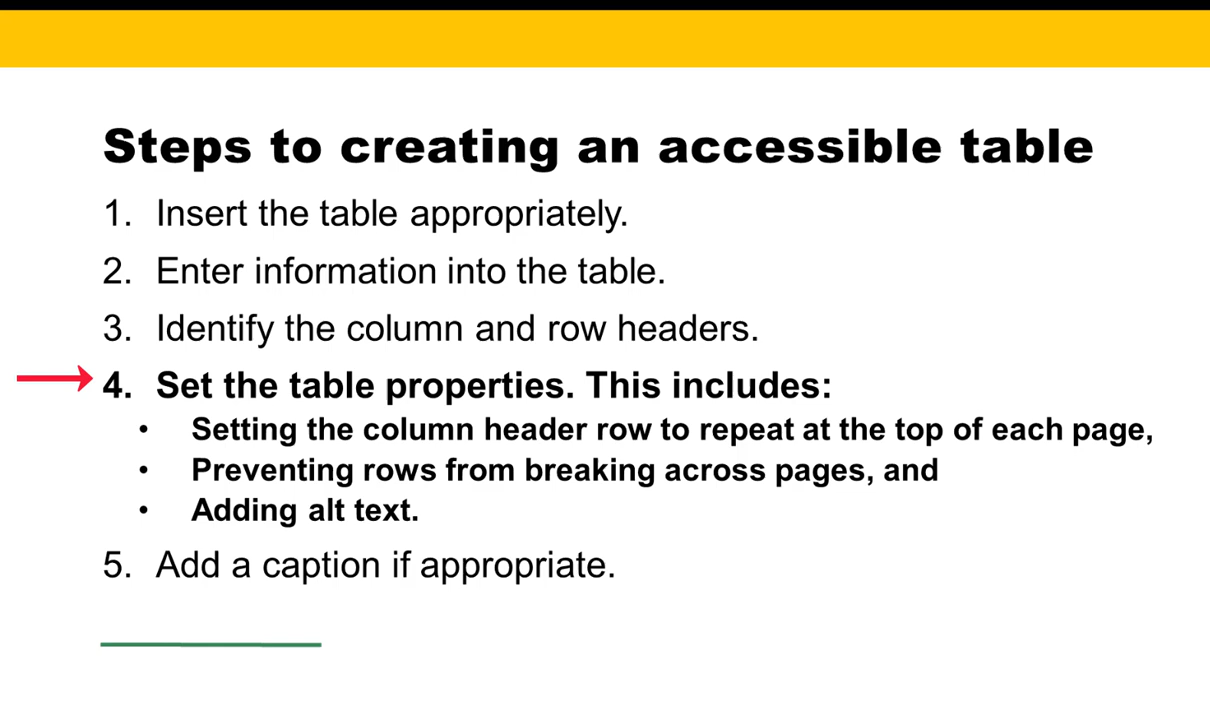 Steps to creating an accessible table
1. Insert the table appropriately.
2. Enter information into the table.
3. Identify the column and row headers.
4. Set the table properties. This includes:
• Setting the column header row to repeat at the top of each page,
• Preventing rows from breaking across pages, and
• Adding alt text.
5. Add a caption if appropriate.